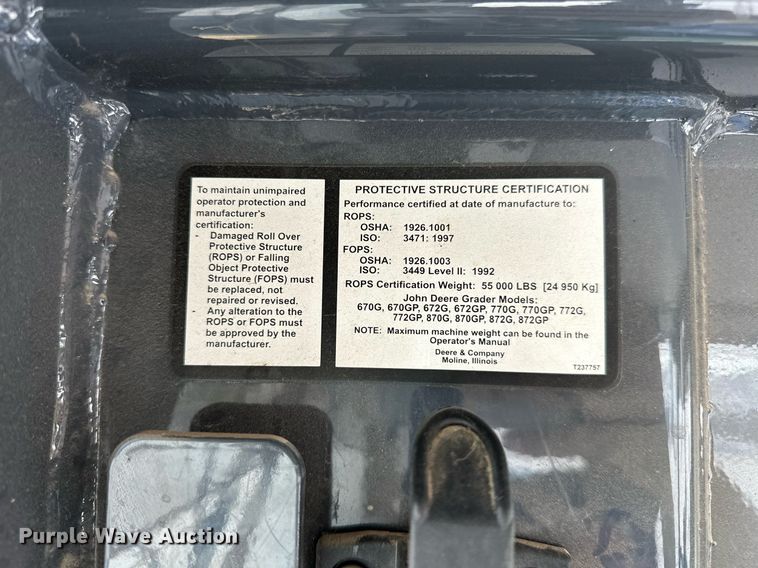 To maintain unimpaired
operator protection and
manufacturer's
certification:
- Damaged Roll Over
Protective Structure
(ROPS) or Falling
Object Protective
Structure (FOPS) must
be replaced, not
repaired or revised.
- Any alteration to the
ROPS or FOPS must
be approved by the
manufacturer.
PROTECTIVE STRUCTURE CERTIFICATION
Performance certified at date of manufacture to:
ROPS:
OSHA: 1926.1001
ISO: 3471: 1997
FOPS:
OSHA: 1926.1003
ISO: 3449 Level II: 1992
ROPS Certification Weight: 55 000 LBS [24 950 Kg]
John Deere Grader Models:
670G, 670GP, 672G, 672GP, 770G, 770GP, 772G,
772GP, 870G, 870GP, 872G, 872GP
NOTE: Maximum machine weight can be found in the
Operator's Manual
Deere & Company
Moline, Illinois
T237757
Purple Wave Auction